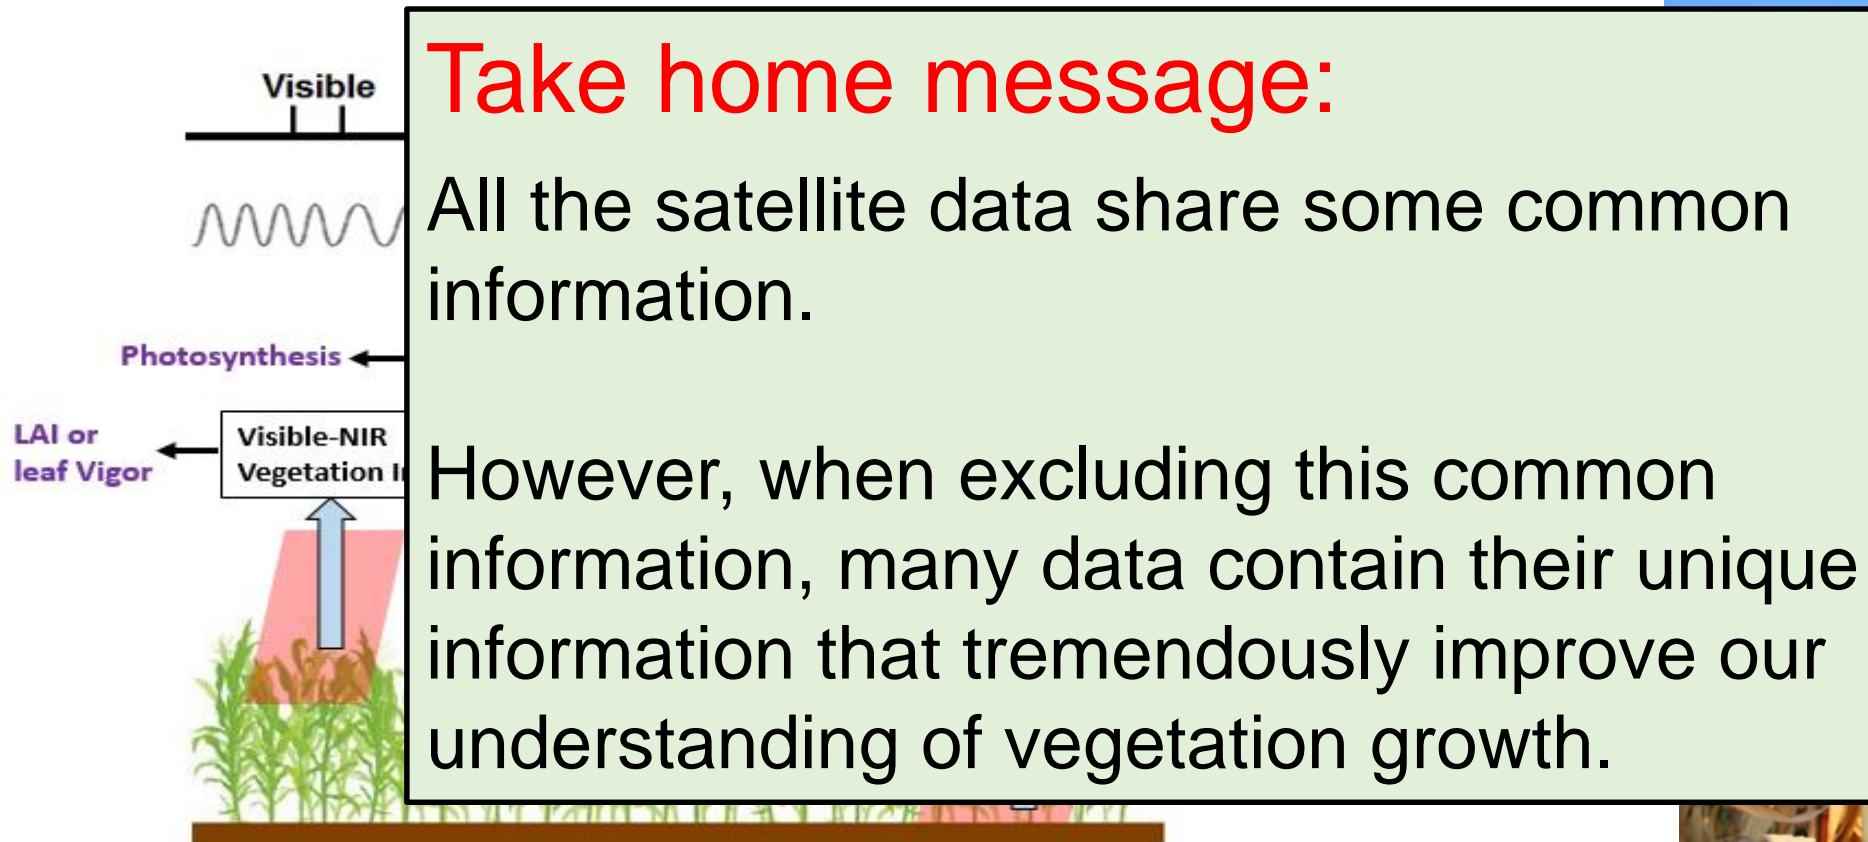 Visible
Take home message:
All the satellite data share some common
information.
Photosynthesis
LAI or
leaf Vigor
Visible-NIR
Vegetation
However, when excluding this common
information, many data contain their unique
information that tremendously improve our
understanding of vegetation growth.